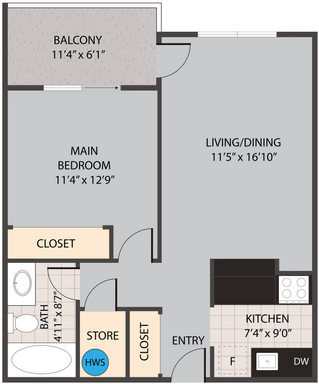 BALCONY
11'4" x 6'1"
LIVING/DINING
11'5" x 16'10"
MAIN
BEDROOM
11'4" x 12'9"
CLOSET
BATH
4'11" x 8'7"
STORE
HWS
CLOSET
ENTRY
KITCHEN
7'4" x 9'0"
F
DW